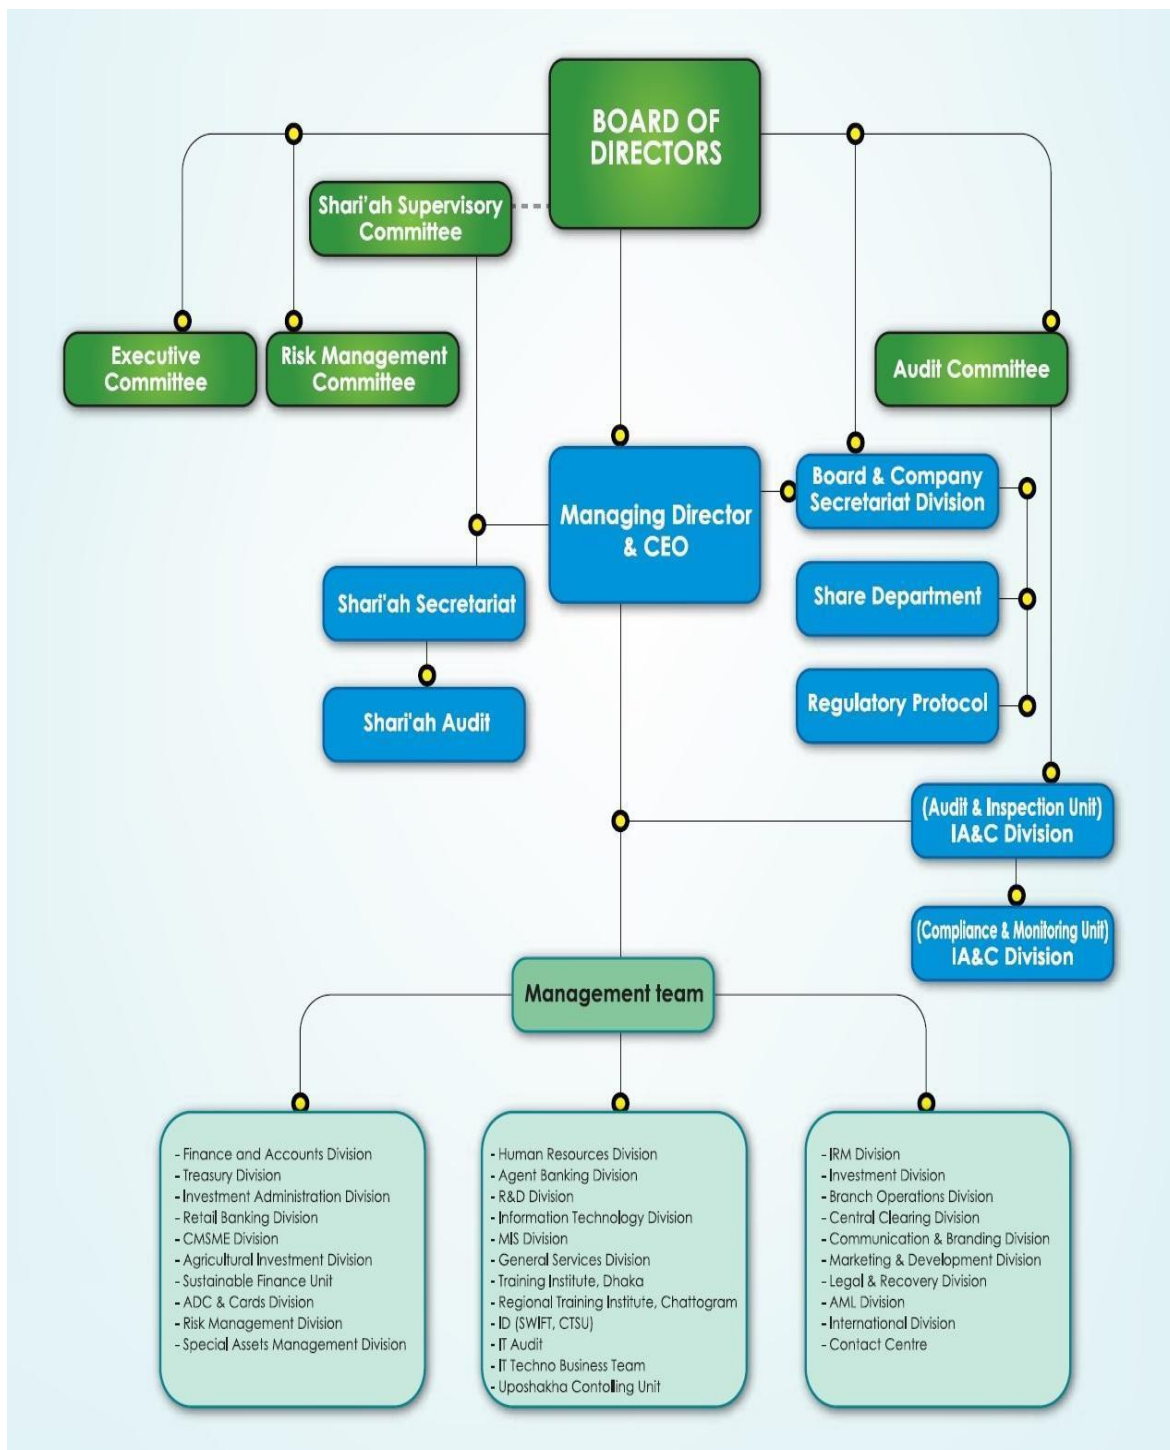 BOARD OF
DIRECTORS
Shari'ah Supervisory
Committee
Executive
Committee
Risk Management
Committee
Audit Committee
Managing Director
& CEO
Board & Company
Secretariat Division
Shari'ah Secretariat
Share Department
Shari'ah Audit
Regulatory Protocol
(Audit & Inspection Unit)
IA&C Division
(Compliance & Monitoring Unit)
IA&C Division
Management team
- Finance and Accounts Division
- Treasury Division
- Investment Administration Division
- Retail Banking Division
- CMSME Division
- Agricultural Investment Division
- Sustainable Finance Unit
- ADC & Cards Division
- Risk Management Division
- Special Assets Management Division
- Human Resources Division
- Agent Banking Division
- R&D Division
- Information Technology Division
- MIS Division
- General Services Division
- Training Institute, Dhaka
- Regional Training Institute, Chattogram
- ID (SWIFT, CTSU)
- IT Audit
- IT Techno Business Team
- Uposhakha Contolling Unit
- IRM Division
- Investment Division
- Branch Operations Division
- Central Clearing Division
- Communication & Branding Division
- Marketing & Development Division
- Legal & Recovery Division
- AML Division
- International Division
- Contact Centre